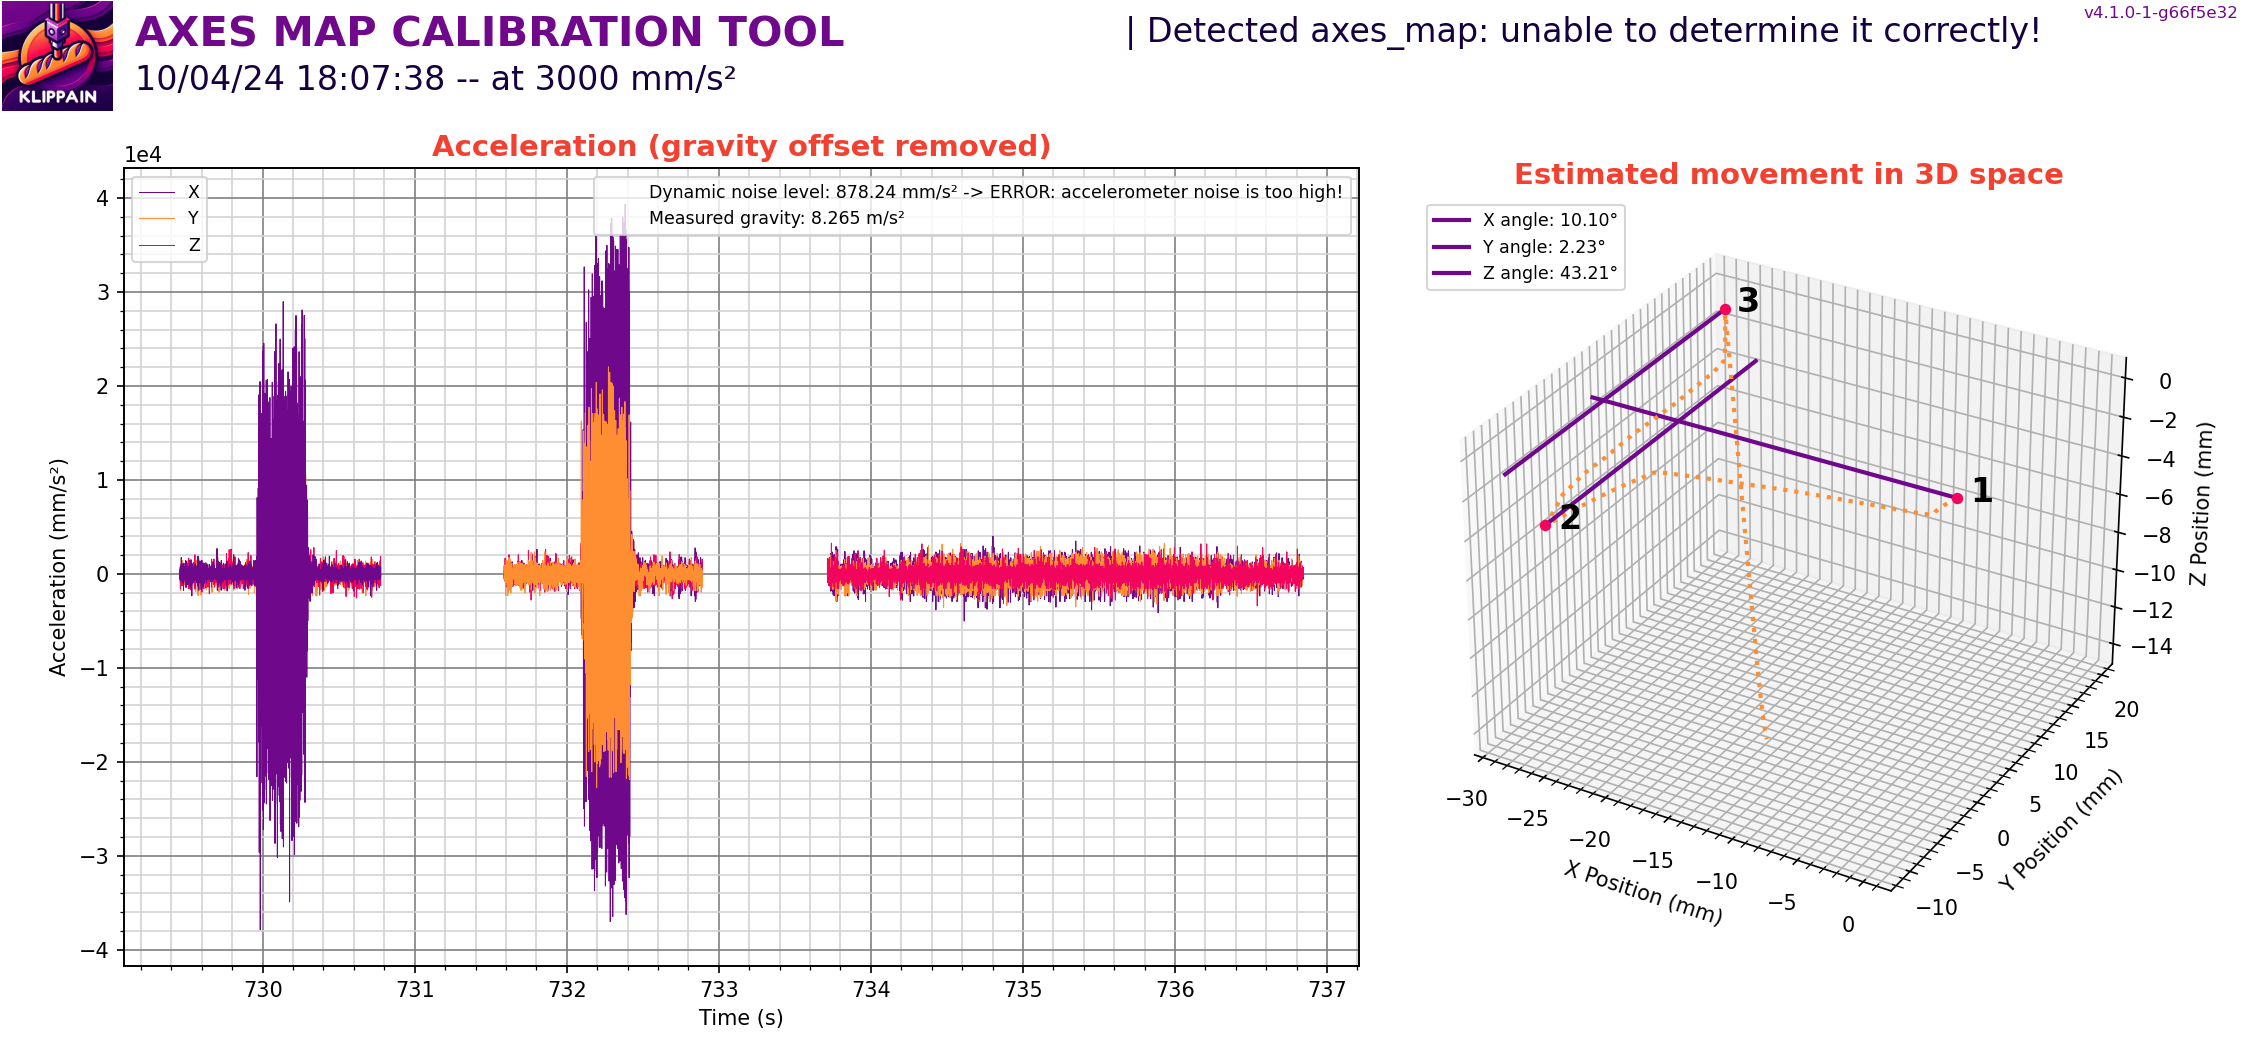 AXES MAP CALIBRATION TOOL
| Detected axes_map: unable to determine it correctly!
v4.1.0-1-g66f5e32
10/04/24 18:07:38 -- at 3000 mm/s²
KLIPPAIN
Acceleration (gravity offset removed)
1e4
X
Y
Z
Dynamic noise level: 878.24 mm/s² -> ERROR: accelerometer noise is too high!
Measured gravity: 8.265 m/s²
4
3
2
1
0
−1
−2
−3
−4
Acceleration (mm/s²)
730 731 732 733 734 735 736 737
Time (s)
Estimated movement in 3D space
X angle: 10.10°
Y angle: 2.23°
Z angle: 43.21°
3
1
2
0
−2
−4
−6
−8
−10
−12
−14
Z Position (mm)
20
15
10
5
0
−5
−10
Y Position (mm)
−30
−25
−20
−15
−10
−5
0
X Position (mm)